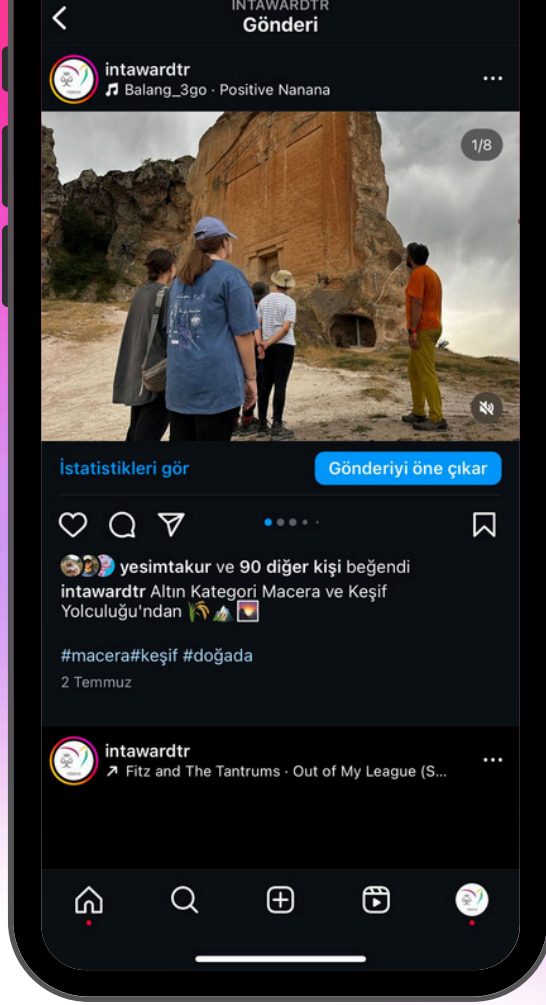 INTAWARDTR
Gönderi
intawardtr
Balang_3go · Positive Nanana
1/8
İstatistikleri gör
Gönderiyi öne çıkar
yesimtakur ve 90 diğer kişi beğendi
intawardtr Altın Kategori Macera ve Keşif
Yolculuğu'ndan 🌾⛰️🌄
#macera#keşif #doğada
2 Temmuz
intawardtr
Fitz and The Tantrums · Out of My League (S...